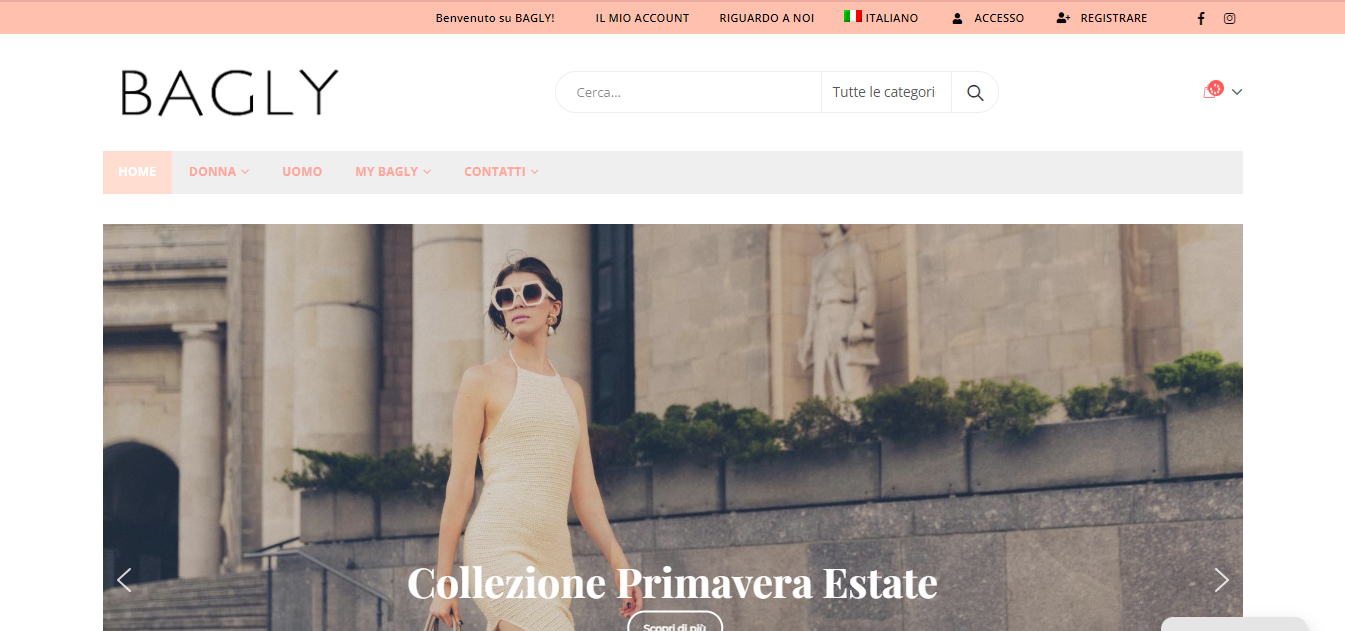 Benvenuto su BAGLY! IL MIO ACCOUNT RIGUARDO A NOI ITALIANO ACCESSO REGISTRARE
BAGLY
Cerca... Tutte le categori
HOME DONNA UOMO MY BAGLY CONTATTI
Collezione Primavera Estate
Scopri di più